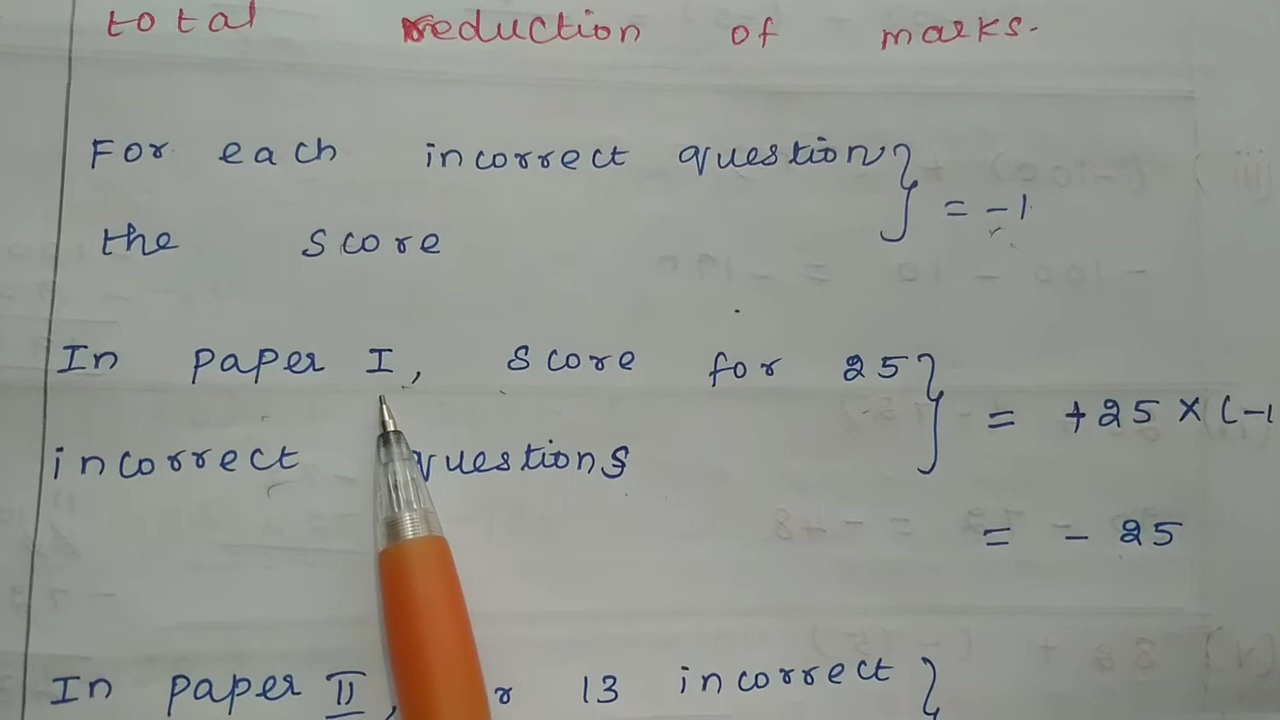 total reduction of marks.
For each incorrect question } = -1
the score
In paper I, score for 25 } = +25 × (-1
incorrect questions
= - 25
In paper II, 13 incorrect }